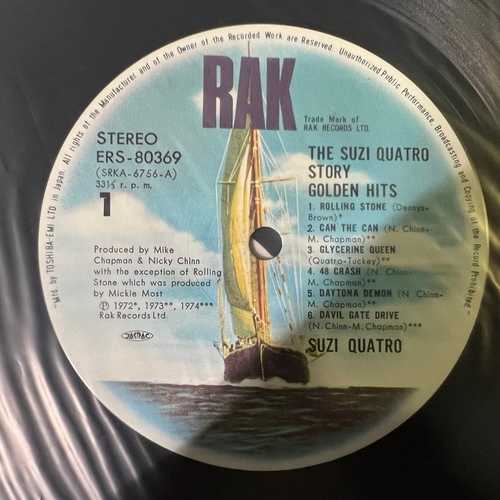 All rights of the Manufacturer and of the Owner of the Recorded Work are Reserved. Unauthorized Public Performance, Broadcasting and Copying of the Record Prohibited -
Mfd. by TOSHIBA-EMI LTD in Japan.
RAK
Trade Mark of
RAK RECORDS LTD.
STEREO
ERS-80369
(SRKA-6756-A)
33⅓ r. p. m.
1
THE SUZI QUATRO
STORY
GOLDEN HITS
1. ROLLING STONE (Dennys-
Brown)*
2. CAN THE CAN (N. Chinn-
M. Chapman)**
3. GLYCERINE QUEEN
(Quatro-Tuckey)**
4. 48 CRASH (N. Chinn-
M. Chapman)**
5. DAYTONA DEMON (N. Chinn-
M. Chapman)**
6. DAVIL GATE DRIVE
(N. Chinn-M. Chapman)***
SUZI QUATRO
Produced by Mike
Chapman & Nicky Chinn
with the exception of Rolling
Stone which was produced
by Mickie Most
Ⓟ 1972*, 1973**, 1974***
Rak Records Ltd.
JASRAC